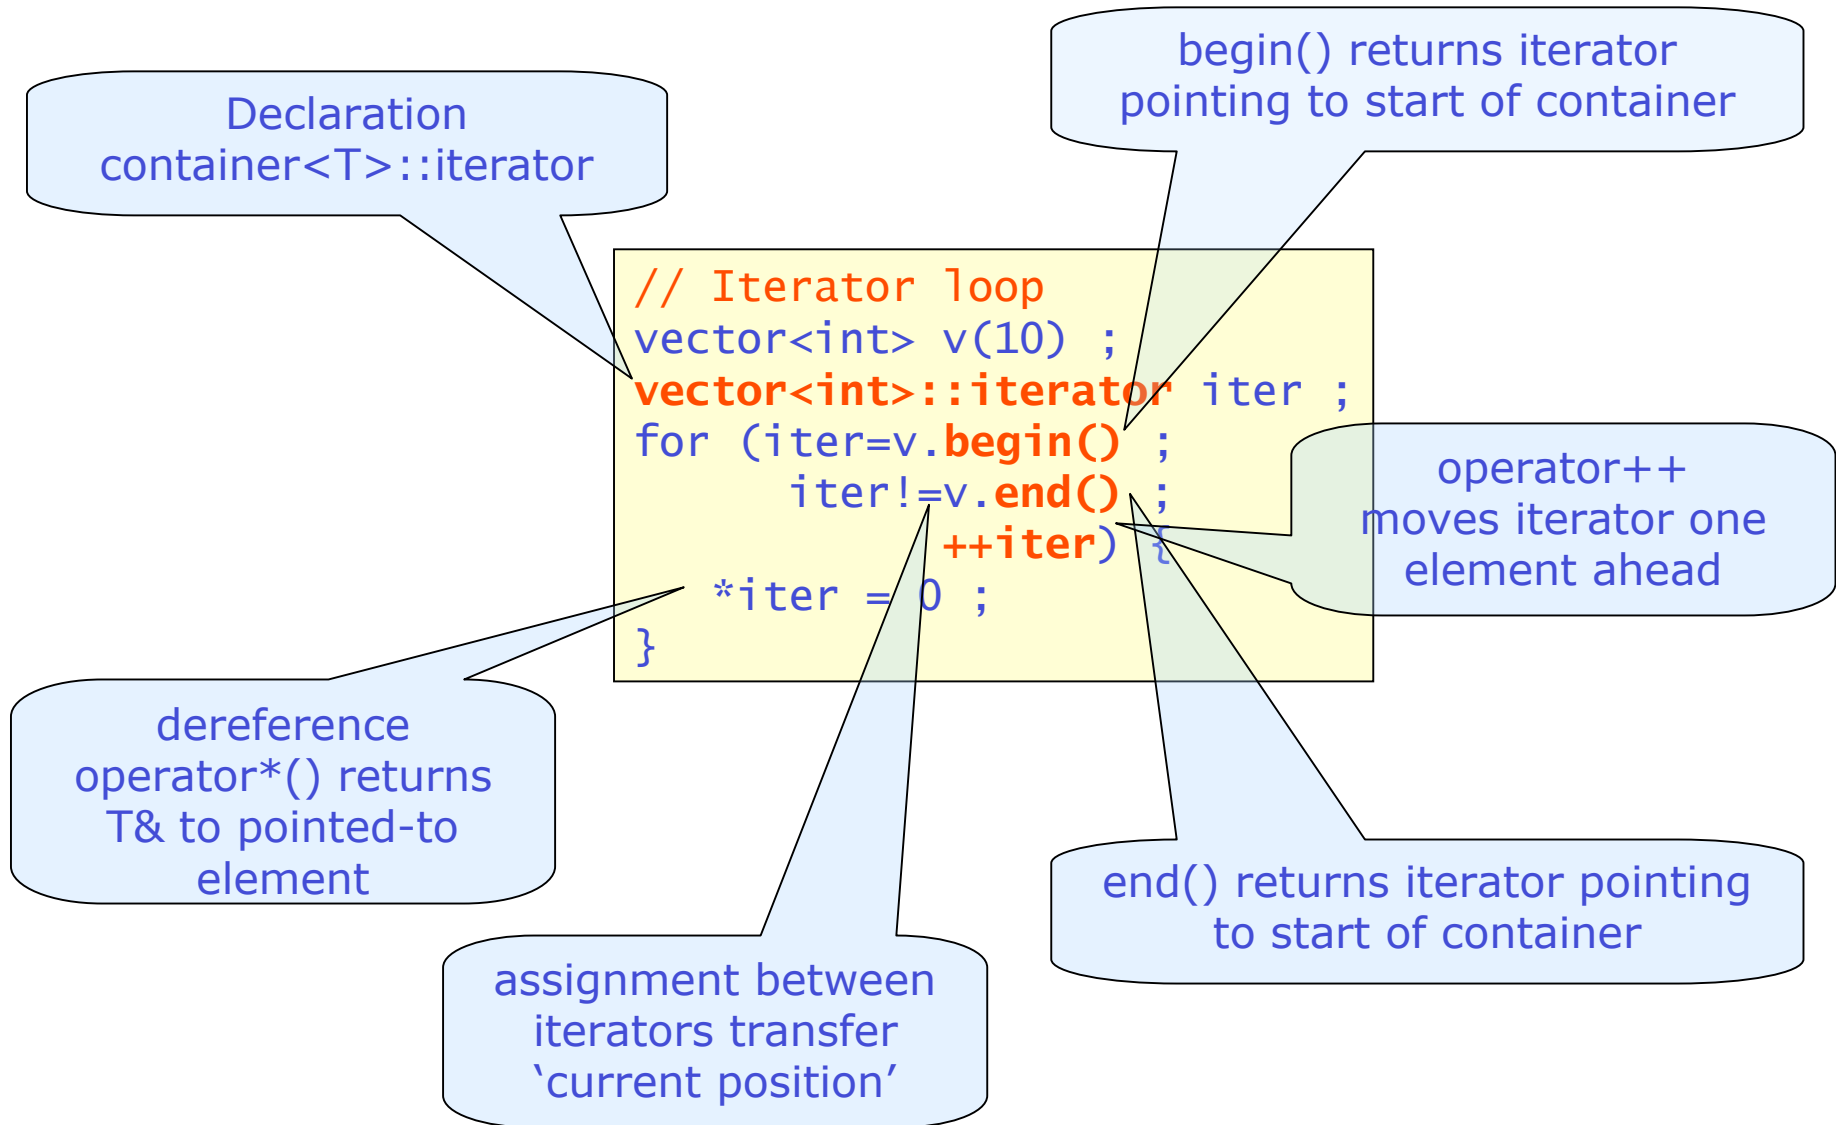 begin() returns iterator
pointing to start of container
Declaration
container<T>::iterator
// Iterator loop
vector<int> v(10) ;
vector<int>::iterator iter ;
for (iter=v.begin() ;
iter!=v.end() ;
++iter) {
*iter = 0 ;
}
operator++
moves iterator one
element ahead
dereference
operator*() returns
T& to pointed-to
element
end() returns iterator pointing
to start of container
assignment between
iterators transfer
‘current position’